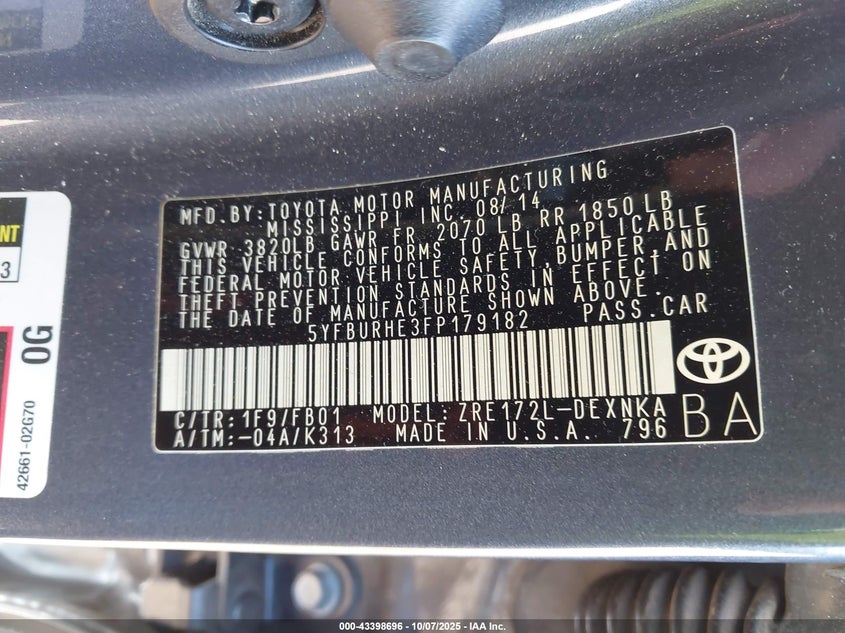 MFD. BY: TOYOTA MOTOR MANUFACTURING
MISSISSIPPI INC. 08/14
GVWR 3820LB GAWR FR 2070 LB RR 1850 LB
THIS VEHICLE CONFORMS TO ALL APPLICABLE
FEDERAL MOTOR VEHICLE SAFETY, BUMPER, AND
THEFT PREVENTION STANDARDS IN EFFECT ON
THE DATE OF MANUFACTURE SHOWN ABOVE.
5YFBURHE3FP179182 PASS. CAR
C/TR: 1F9/FB01 MODEL: ZRE172L-DEXNKA
A/TM: -04A/K313 MADE IN U.S.A. 796
BA
3
0G
42661-02G70
000-43398696 - 10/07/2025 - IAA Inc.